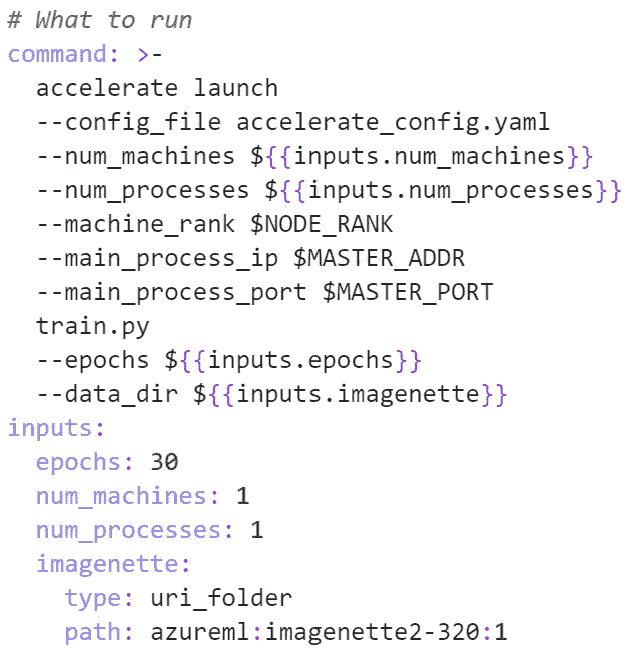 # What to run
command: >-
  accelerate launch
  --config_file accelerate_config.yaml
  --num_machines ${{inputs.num_machines}}
  --num_processes ${{inputs.num_processes}}
  --machine_rank $NODE_RANK
  --main_process_ip $MASTER_ADDR
  --main_process_port $MASTER_PORT
  train.py
  --epochs ${{inputs.epochs}}
  --data_dir ${{inputs.imagenette}}
inputs:
  epochs: 30
  num_machines: 1
  num_processes: 1
  imagenette:
    type: uri_folder
    path: azureml:imagenette2-320:1